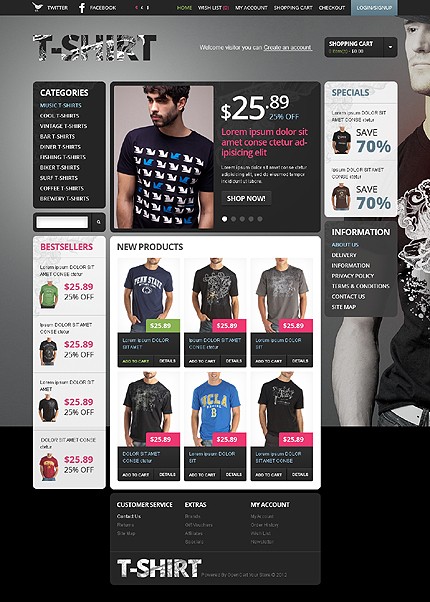 TWITTER FACEBOOK € £ $ HOME WISH LIST (0) MY ACCOUNT SHOPPING CART CHECKOUT LOGIN/SIGNUP
T-SHIRT
Welcome visitor you can Create an account.
SHOPPING CART
0 item(s) - $0.00
CATEGORIES
MUSIC T-SHIRTS
COOL T-SHIRTS
VINTAGE T-SHIRTS
BAR T SHIRTS
DINER T-SHIRTS
FISHING T-SHIRTS
BIKER T-SHIRTS
SURF T-SHIRTS
COFFEE T-SHIRTS
BREWERY T-SHIRTS
$25.89
25% OFF
Lorem ipsum dolor sit
amet conse ctetur ad-
ipisicing elit
Lorem ipsum dolor sit amet conse ctetur
adipisicing elit, sed do eiusmod tempor
incididunt ut labore.
SHOP NOW!
SPECIALS
Lorem ipsum DOLOR SIT
AMET CONSE ctetur
SAVE
70%
Lorem ipsum DOLOR SIT
AMET CONSE
SAVE
70%
INFORMATION
ABOUT US
DELIVERY
INFORMATION
PRIVACY POLICY
TERMS & CONDITIONS
CONTACT US
SITE MAP
BESTSELLERS
Lorem ipsum DOLOR SIT
AMET CONSE ctetur
$25.89
25% OFF
Ipsum DOLOR SIT AMET
CONSE ctetur
$25.89
25% OFF
Lorem ipsum DOLOR SIT
AMET
$25.89
25% OFF
DOLOR SIT AMET CONSE
ctetur
$25.89
25% OFF
NEW PRODUCTS
PENN STATE
$25.89
Lorem ipsum DOLOR
SIT AMET
ADD TO CART DETAILS
$25.89
Lorem ipsum DOLOR SIT
AMET CONSE ctetur
ADD TO CART DETAILS
$25.89
Ipsum DOLOR SIT
AMET CONSE ctetur
ADD TO CART DETAILS
$25.89
DOLOR SIT AMET
CONSE ctetur
ADD TO CART DETAILS
UCLA
B
$25.89
Lorem ipsum DOLOR
SIT AMET
ADD TO CART DETAILS
$25.89
Lorem ipsum DOLOR SIT
AMET CONSE
ADD TO CART DETAILS
CUSTOMER SERVICE
Contact Us
Returns
Site Map
EXTRAS
Brands
Gift Vouchers
Affiliates
Specials
MY ACCOUNT
My Account
Order History
Wish List
Newsletter
T-SHIRT Powered By OpenCart Your Store © 2012